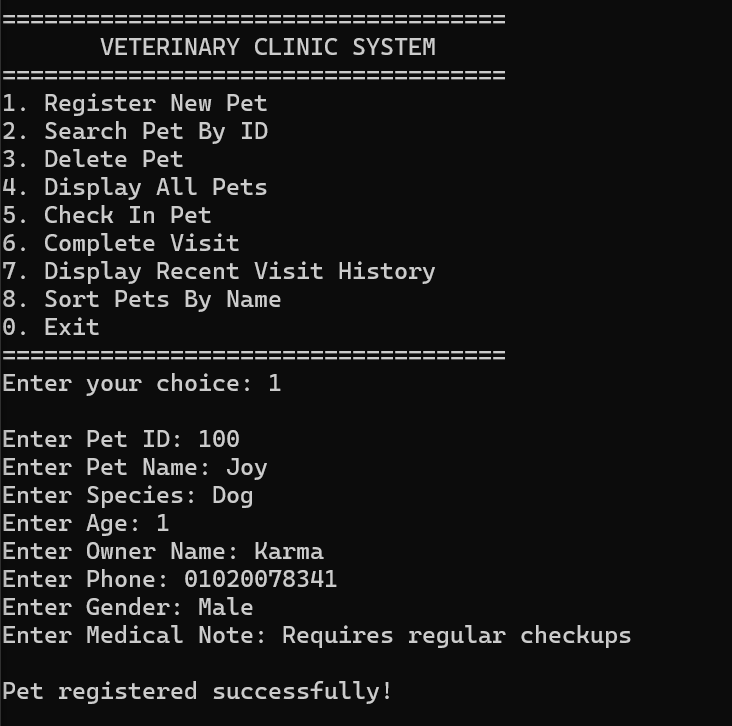 ====================================
VETERINARY CLINIC SYSTEM
====================================
1. Register New Pet
2. Search Pet By ID
3. Delete Pet
4. Display All Pets
5. Check In Pet
6. Complete Visit
7. Display Recent Visit History
8. Sort Pets By Name
0. Exit
====================================
Enter your choice: 1
Enter Pet ID: 100
Enter Pet Name: Joy
Enter Species: Dog
Enter Age: 1
Enter Owner Name: Karma
Enter Phone: 01020078341
Enter Gender: Male
Enter Medical Note: Requires regular checkups
Pet registered successfully!